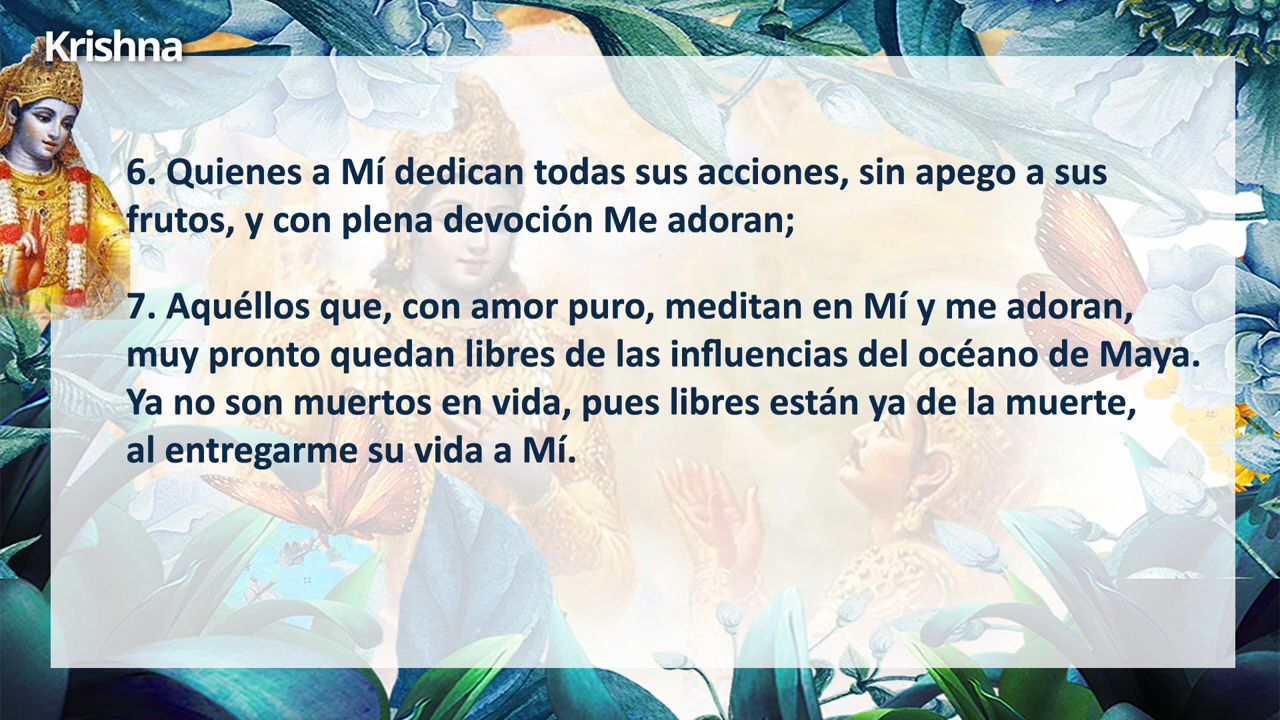 Krishna
6. Quienes a Mí dedican todas sus acciones, sin apego a sus
frutos, y con plena devoción Me adoran;
7. Aquéllos que, con amor puro, meditan en Mí y me adoran,
muy pronto quedan libres de las influencias del océano de Maya.
Ya no son muertos en vida, pues libres están ya de la muerte,
al entregarme su vida a Mí.